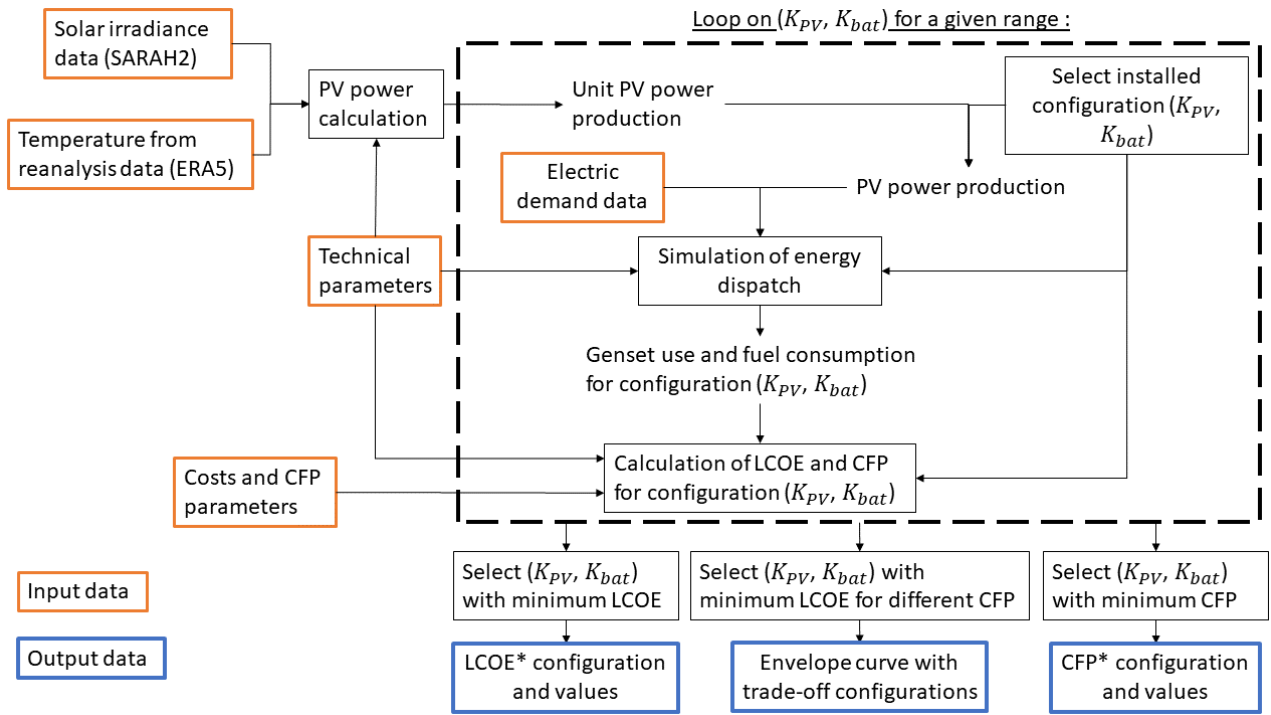 Loop on (K_PV, K_bat) for a given range :
Solar irradiance
data (SARAH2)
PV power
calculation
Unit PV power
production
Select installed
configuration (K_PV,
K_bat)
Temperature from
reanalysis data (ERA5)
Electric
demand data
PV power production
Technical
parameters
Simulation of energy
dispatch
Genset use and fuel consumption
for configuration (K_PV, K_bat)
Costs and CFP
parameters
Calculation of LCOE and CFP
for configuration (K_PV, K_bat)
Select (K_PV, K_bat)
with minimum LCOE
Select (K_PV, K_bat) with
minimum LCOE for different CFP
Select (K_PV, K_bat)
with minimum CFP
Input data
Output data
LCOE* configuration
and values
Envelope curve with
trade-off configurations
CFP* configuration
and values